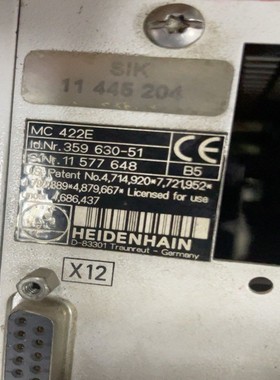 SIK
11 445 204
MC 422E
Id.Nr. 359 630-51
Nr. 11 577 648
B5
CE
Patent No. 4,714,920*7,721,952*
889*4,879,667* Licensed for use
686,437
HEIDENHAIN
D-83301 Traunreut - Germany
X12